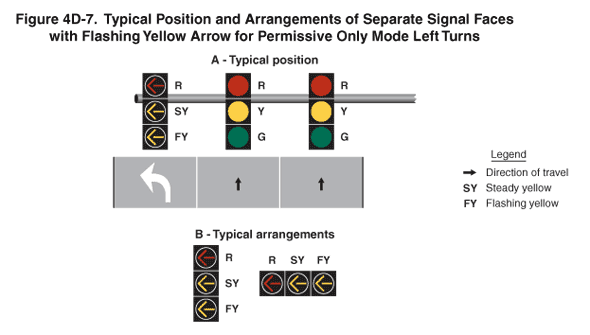 Figure 4D-7. Typical Position and Arrangements of Separate Signal Faces
with Flashing Yellow Arrow for Permissive Only Mode Left Turns
A - Typical position
R R R
SY Y Y
FY G G
Legend
Direction of travel
SY Steady yellow
FY Flashing yellow
B - Typical arrangements
R
SY
FY
R SY FY